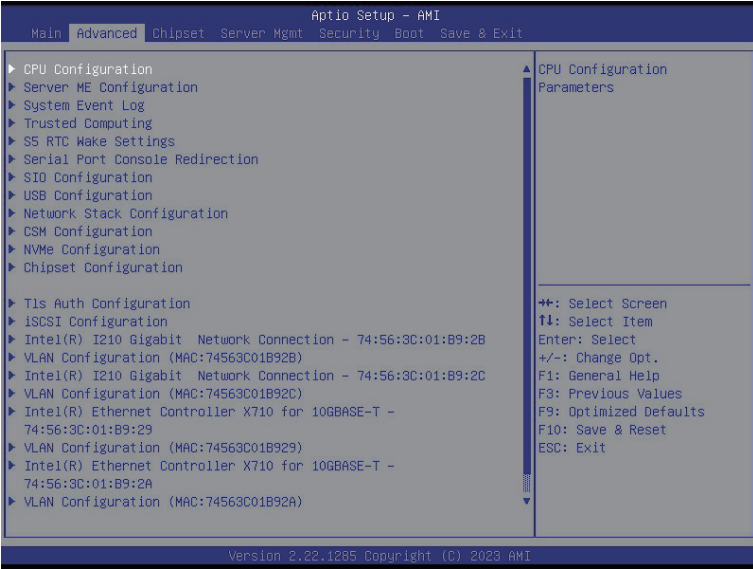 Aptio Setup - AMI
Main Advanced Chipset Server Mgmt Security Boot Save & Exit
CPU Configuration
Server ME Configuration
System Event Log
Trusted Computing
S5 RTC Wake Settings
Serial Port Console Redirection
SIO Configuration
USB Configuration
Network Stack Configuration
CSM Configuration
NVMe Configuration
Chipset Configuration
Tls Auth Configuration
iSCSI Configuration
Intel(R) I210 Gigabit  Network Connection - 74:56:3C:01:B9:2B
VLAN Configuration (MAC:74563C01B92B)
Intel(R) I210 Gigabit  Network Connection - 74:56:3C:01:B9:2C
VLAN Configuration (MAC:74563C01B92C)
Intel(R) Ethernet Controller X710 for 10GBASE-T -
74:56:3C:01:B9:29
VLAN Configuration (MAC:74563C01B929)
Intel(R) Ethernet Controller X710 for 10GBASE-T -
74:56:3C:01:B9:2A
VLAN Configuration (MAC:74563C01B92A)
CPU Configuration
Parameters
→←: Select Screen
↑↓: Select Item
Enter: Select
+/-: Change Opt.
F1: General Help
F3: Previous Values
F9: Optimized Defaults
F10: Save & Reset
ESC: Exit
Version 2.22.1285 Copyright (C) 2023 AMI